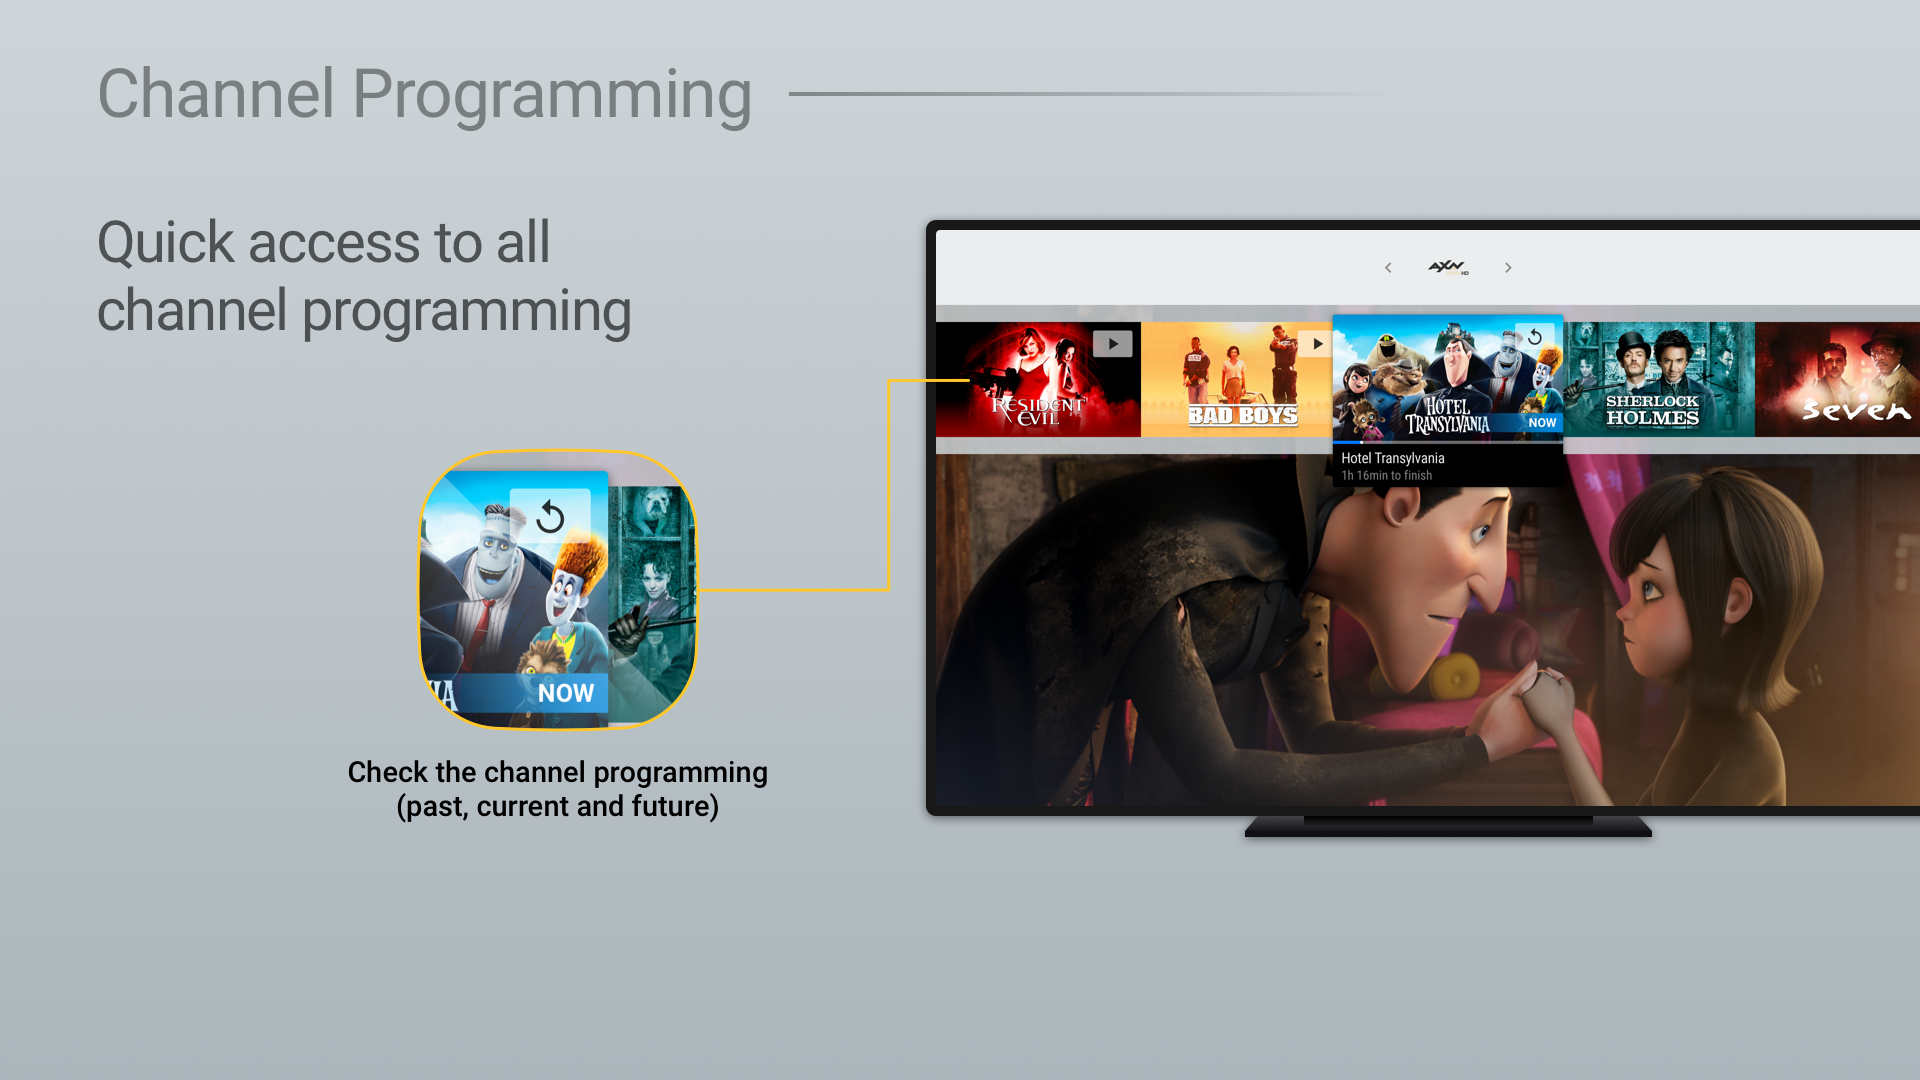 Channel Programming
Quick access to all
channel programming
AXN
HD
RESIDENT
EVIL
BAD BOYS
HOTEL
TRANSYLVANIA
NOW
Hotel Transylvania
1h 16min to finish
SHERLOCK
HOLMES
Seven
IA
NOW
Check the channel programming
(past, current and future)